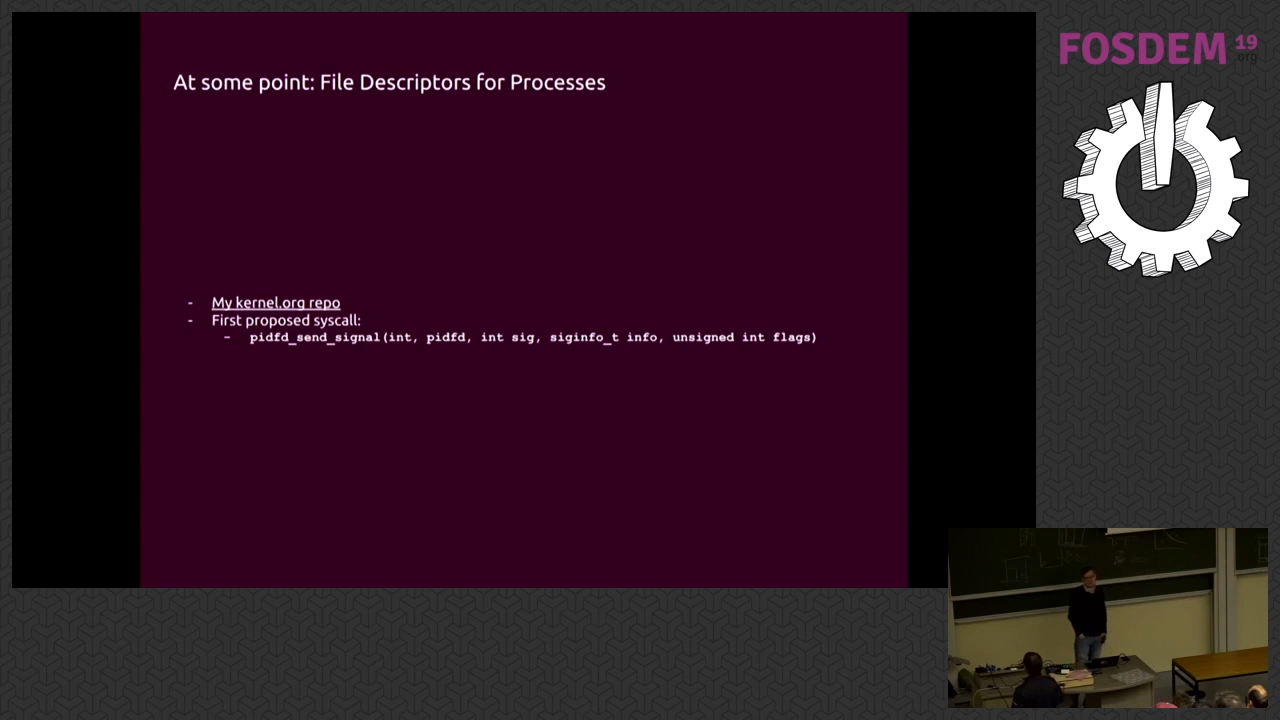 At some point: File Descriptors for Processes
- My kernel.org repo
- First proposed syscall:
- pidfd_send_signal(int, pidfd, int sig, siginfo_t info, unsigned int flags)
FOSDEM 19
.org